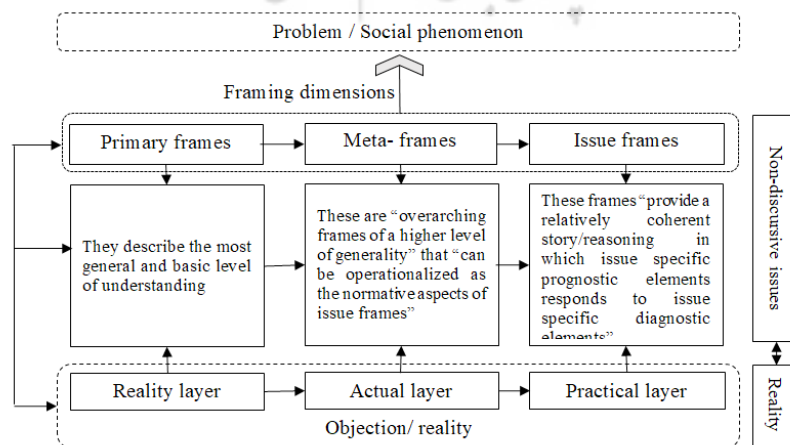 Problem / Social phenomenon
Framing dimensions
Primary frames
Meta- frames
Issue frames
They describe the most
general and basic level
of understanding
These are “overarching
frames of a higher level
of generality” that “can
be operationalized as
the normative aspects of
issue frames”
These frames “provide a
relatively coherent
story/reasoning in
which issue specific
prognostic elements
responds to issue
specific diagnostic
elements”
Non-discursive issues
Reality layer
Actual layer
Practical layer
Objection/ reality
Reality